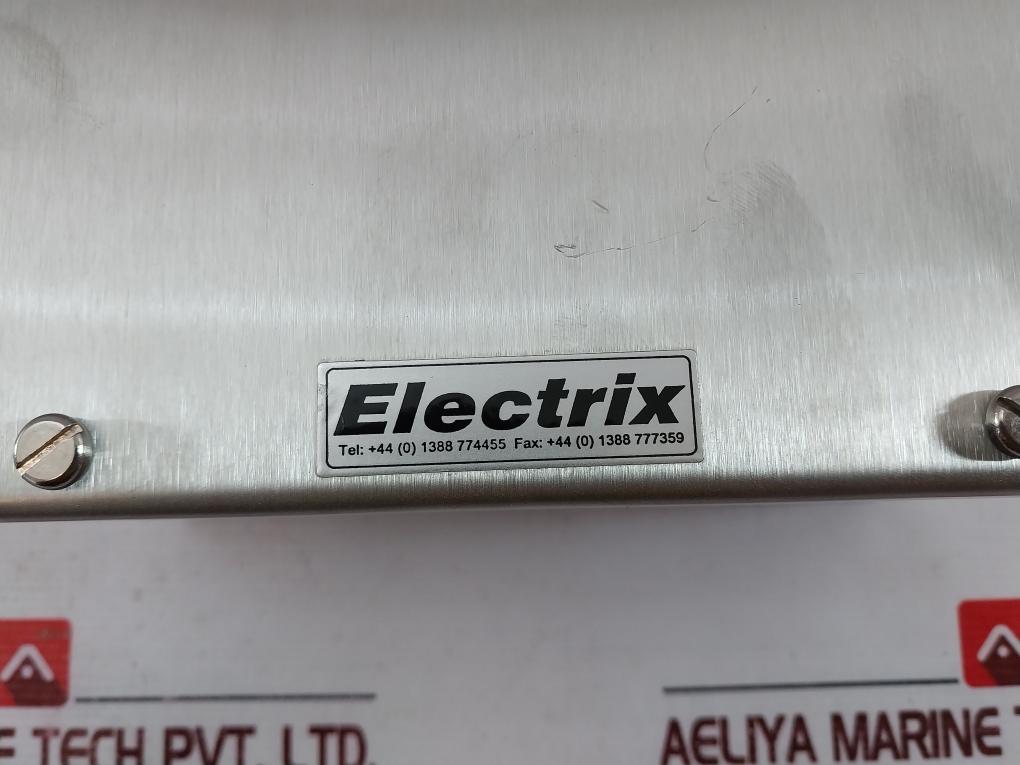 Electrix
Tel: +44 (0) 1388 774455 Fax: +44 (0) 1388 777359
TECH PVT. LTD.
AELIYA MARINE